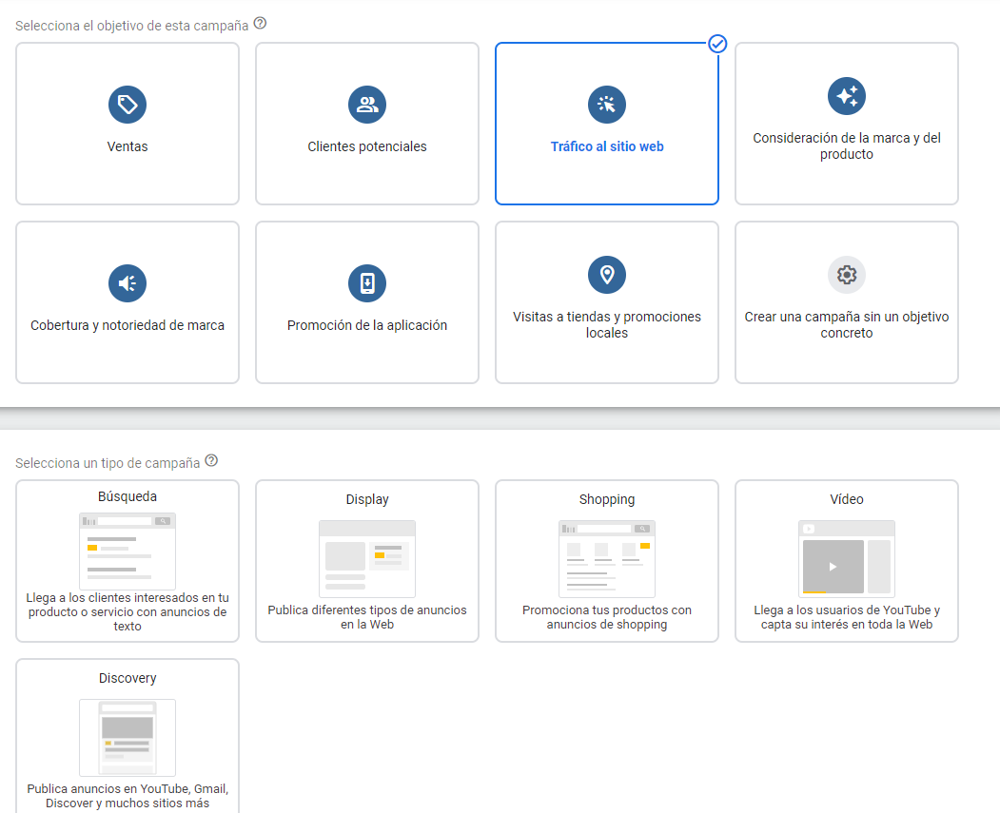 Selecciona el objetivo de esta campaña
Ventas
Clientes potenciales
Tráfico al sitio web
Consideración de la marca y del
producto
Cobertura y notoriedad de marca
Promoción de la aplicación
Visitas a tiendas y promociones
locales
Crear una campaña sin un objetivo
concreto
Selecciona un tipo de campaña
Búsqueda
Llega a los clientes interesados en tu
producto o servicio con anuncios de
texto
Display
Publica diferentes tipos de anuncios
en la Web
Shopping
Promociona tus productos con
anuncios de shopping
Vídeo
Llega a los usuarios de YouTube y
capta su interés en toda la Web
Discovery
Publica anuncios en YouTube, Gmail,
Discover y muchos sitios más